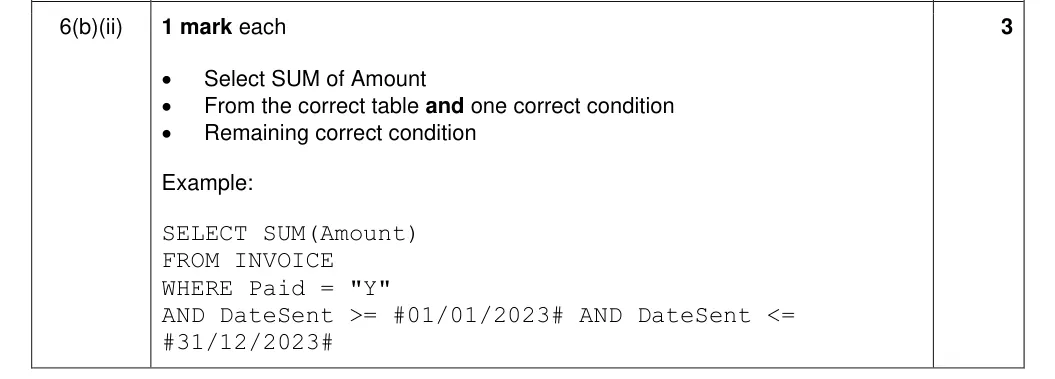 6(b)(ii) 1 mark each 3
• Select SUM of Amount
• From the correct table and one correct condition
• Remaining correct condition
Example:
SELECT SUM(Amount)
FROM INVOICE
WHERE Paid = "Y"
AND DateSent >= #01/01/2023# AND DateSent <=
#31/12/2023#